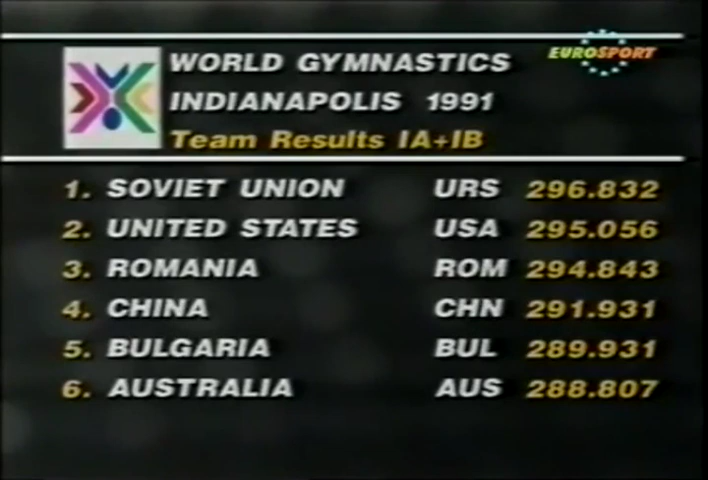 WORLD GYMNASTICS
EUROSPORT
INDIANAPOLIS 1991
Team Results IA+IB
1. SOVIET UNION URS 296.832
2. UNITED STATES USA 295.056
3. ROMANIA ROM 294.843
4. CHINA CHN 291.931
5. BULGARIA BUL 289.931
6. AUSTRALIA AUS 288.807